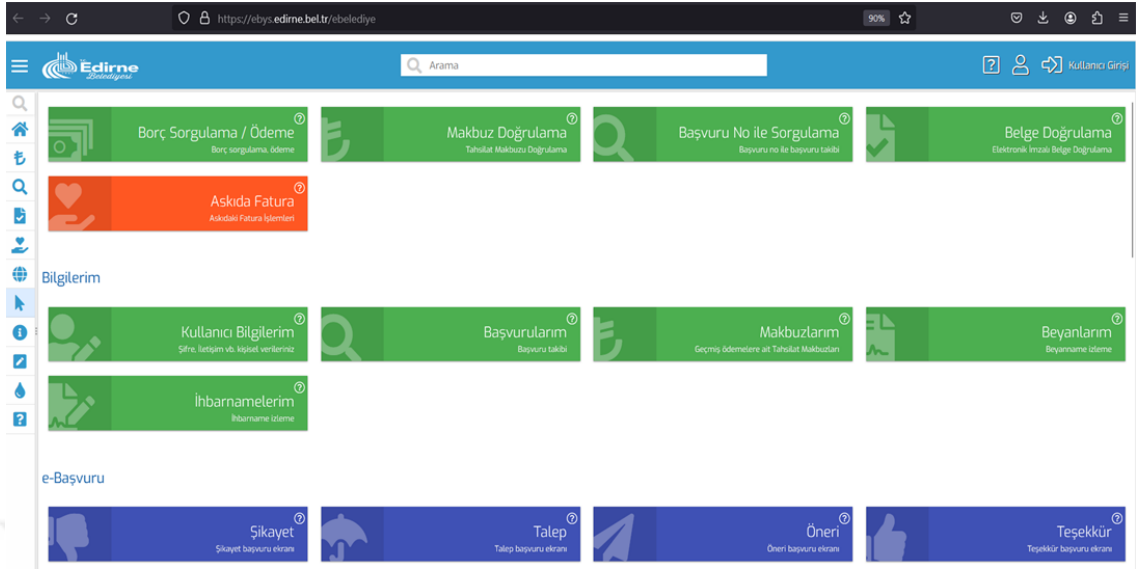 https://ebys.edirne.bel.tr/ebelediye
90%
Edirne
Belediyesi
Arama
Kullanıcı Girişi
Borç Sorgulama / Ödeme
Borç sorgulama, ödeme
Makbuz Doğrulama
Tahsilat Makbuzu Doğrulama
Başvuru No ile Sorgulama
Başvuru no ile başvuru takibi
Belge Doğrulama
Elektronik İmzalı Belge Doğrulama
Askıda Fatura
Askıdaki Fatura İşlemleri
Bilgilerim
Kullanıcı Bilgilerim
Şifre, İletişim vb. kişisel verileriniz
Başvurularım
Başvuru takibi
Makbuzlarım
Geçmiş ödemelere ait Tahsilat Makbuzları
Beyanlarım
Beyanname izleme
İhbarnamelerim
İhbarname izleme
e-Başvuru
Şikayet
Şikayet başvuru ekranı
Talep
Talep başvuru ekranı
Öneri
Öneri başvuru ekranı
Teşekkür
Teşekkür başvuru ekranı